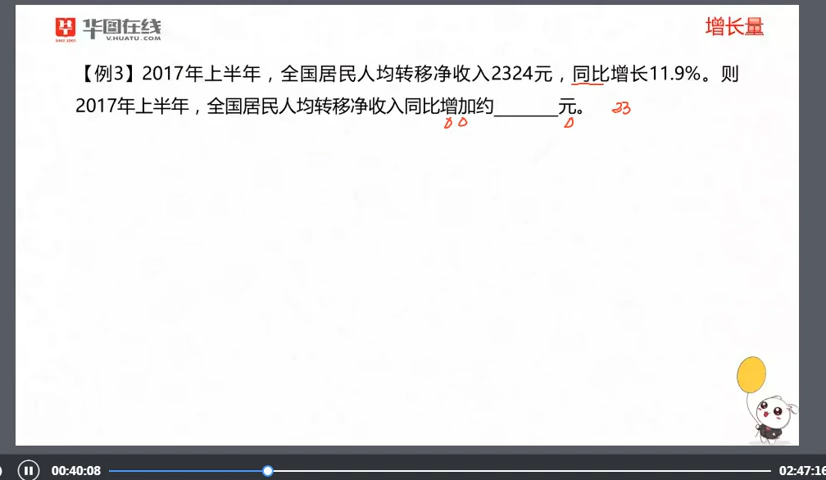 华图在线
V.HUATU.COM
增长量
【例3】2017年上半年，全国居民人均转移净收入2324元，同比增长11.9%。则
2017年上半年，全国居民人均转移净收入同比增加约_______元。 23
00:40:08
02:47:16